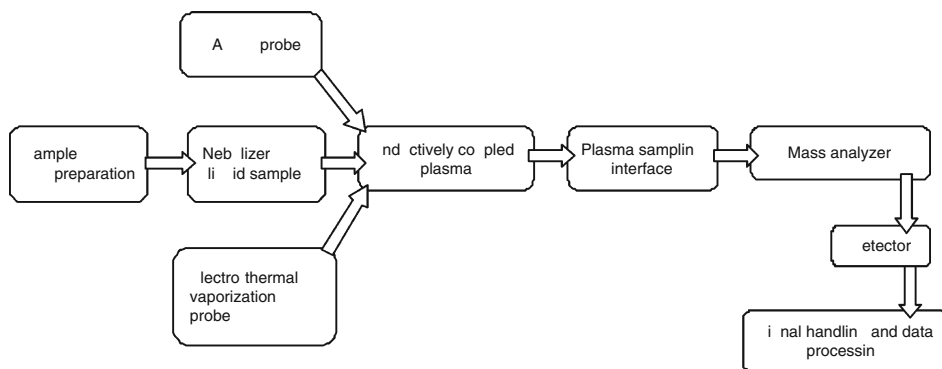 A probe
ample
preparation
Neb lizer
li id sample
nd ctively co pled
plasma
Plasma samplin
interface
Mass analyzer
etector
lectro thermal
vaporization
probe
i nal handlin and data
processin